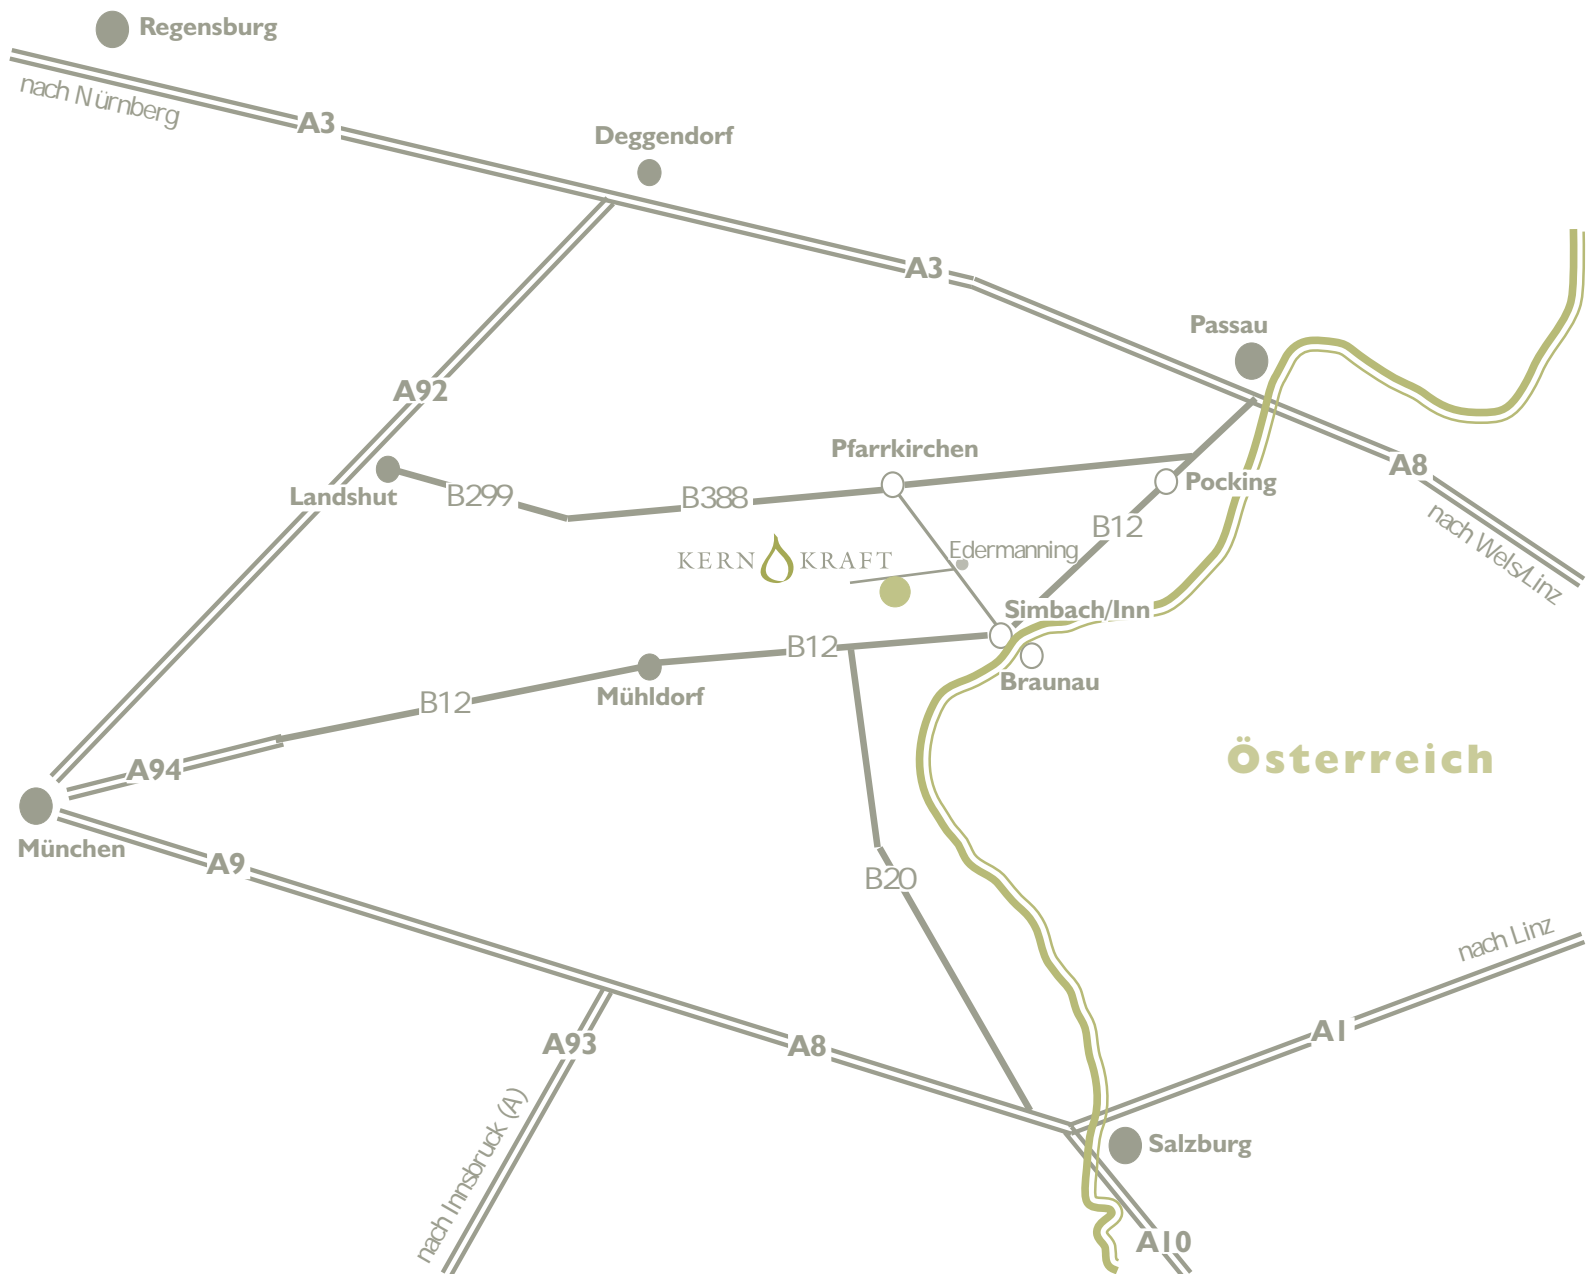 Regensburg
nach Nürnberg
A3
Deggendorf
A3
Passau
A92
Pfarrkirchen
A8
Landshut
B299
B388
Pocking
nach Wels/Linz
B12
KERN KRAFT
Edermanning
Simbach/Inn
B12
Mühldorf
Braunau
B12
Österreich
A94
München
A9
B20
nach Linz
A93
A8
A1
nach Innsbruck (A)
Salzburg
A10